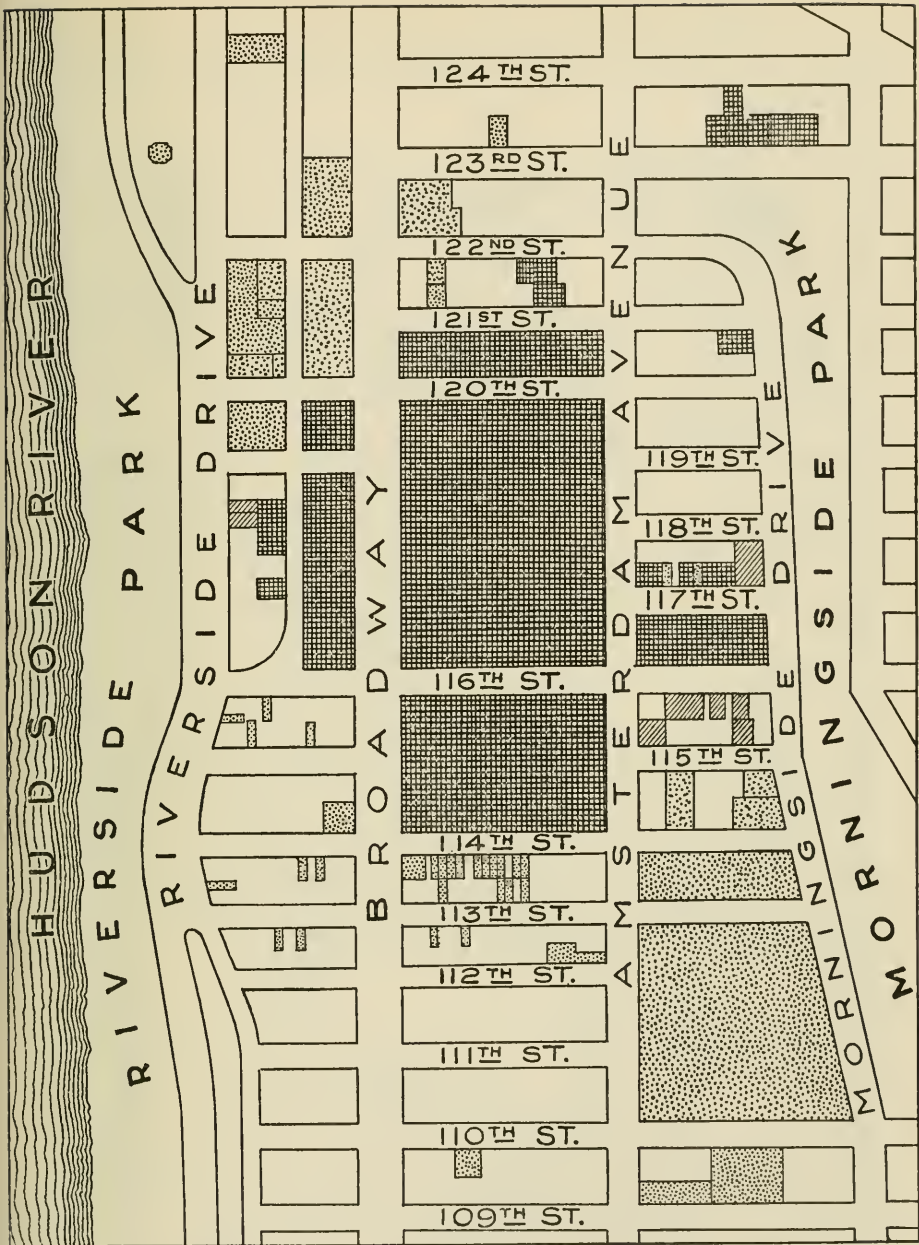 124TH ST.
123RD ST.
122ND ST.
121ST ST.
120TH ST.
119TH ST.
118TH ST.
117TH ST.
116TH ST.
115TH ST.
114TH ST.
113TH ST.
112TH ST.
111TH ST.
110TH ST.
109TH ST.
HUDSON RIVER
RIVERSIDE PARK
RIVERSIDE DRIVE
BROADWAY
AMSTERDAM AVENUE
MORNINGSIDE DRIVE
MORNINGSIDE PARK